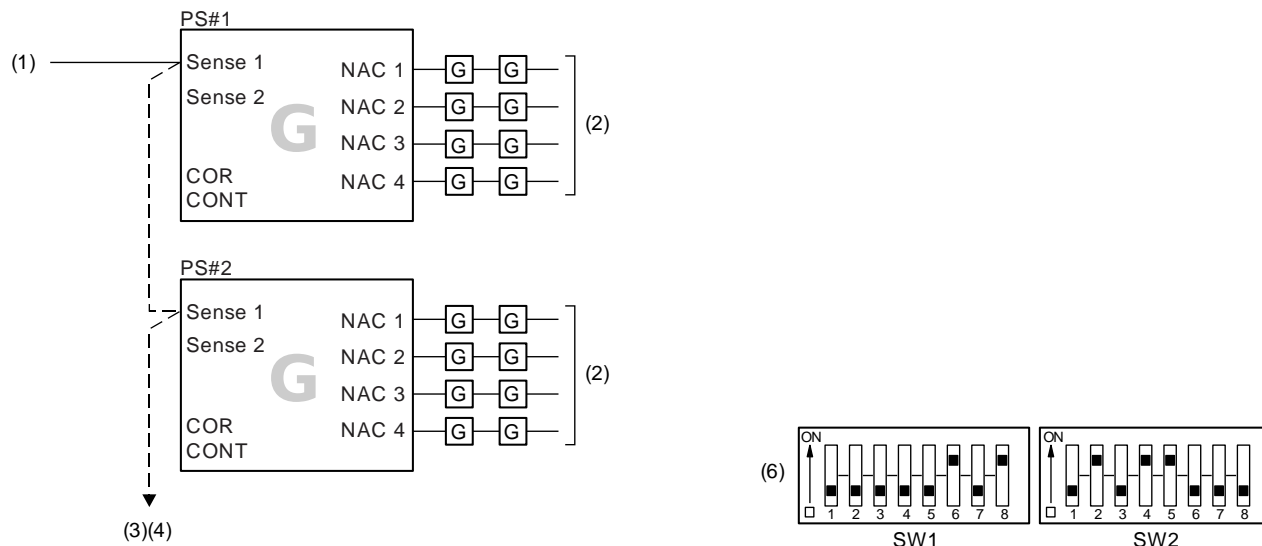 PS#1
(1)
Sense 1
Sense 2
G
COR
CONT
NAC 1 G G
NAC 2 G G
NAC 3 G G
NAC 4 G G
(2)
PS#2
Sense 1
Sense 2
G
COR
CONT
NAC 1 G G
NAC 2 G G
NAC 3 G G
NAC 4 G G
(2)
(3)(4)
(6)
ON
1 2 3 4 5 6 7 8
SW1
ON
1 2 3 4 5 6 7 8
SW2